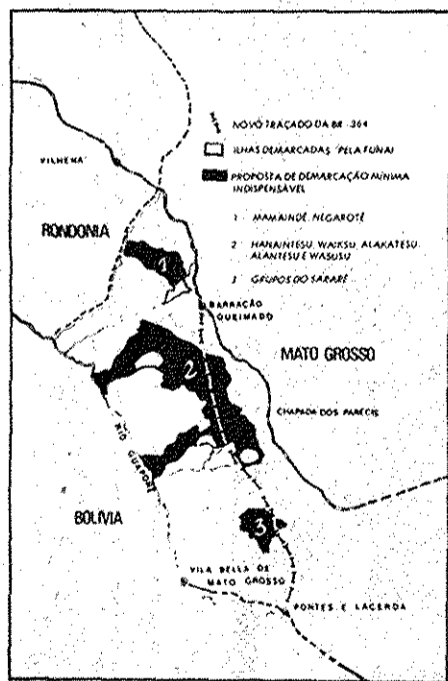 NOVO TRAÇADO DA BR-364
ILHAS DEMARCADAS PELA FUNAI
PROPOSTA DE DEMARCAÇÃO MÍNIMA
INDISPENSÁVEL
1 MAMAINDÊ, NEGAROTÊ
2 HANAINTESU, WAIKSU, ALAKATESU,
ALANTESU E WASUSU
3 GRUPOS DO SARARÉ
VILHENA
RONDONIA
1
BARRAÇÃO
QUEIMADO
MATO GROSSO
2
CHAPADA DOS PARECIS
RIO GUAPORÉ
BOLÍVIA
3
VILA BELLA DE
MATO GROSSO
PONTES E LACERDA